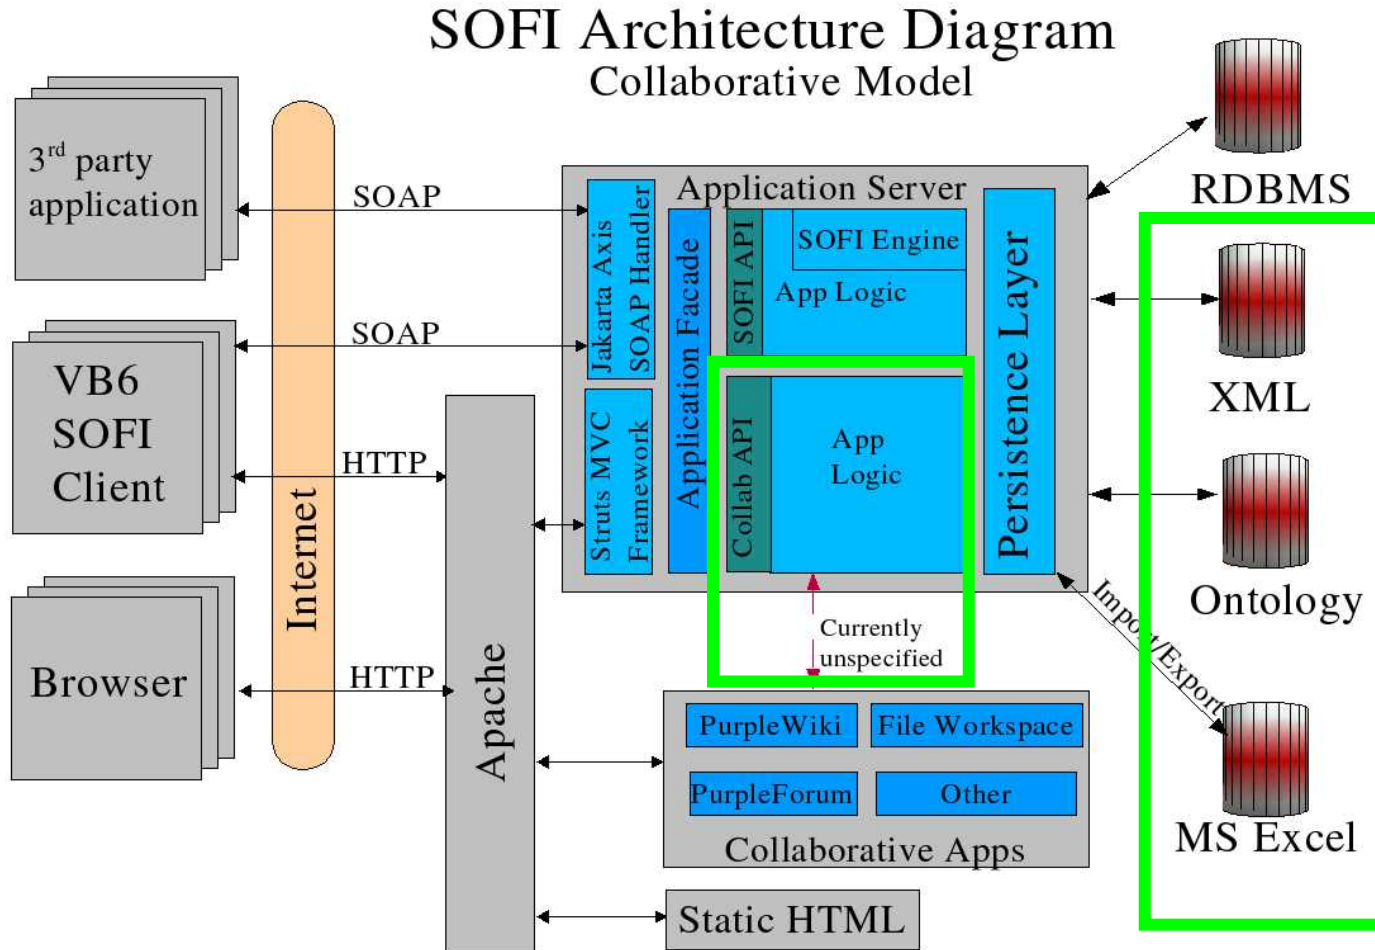 SOFI Architecture Diagram
Collaborative Model
3rd party
application
SOAP
VB6
SOFI
Client
SOAP
HTTP
Browser
HTTP
Internet
Apache
Application Server
Jakarta Axis
SOAP Handler
Struts MVC
Framework
Application Facade
SOFI API
SOFI Engine
App Logic
Collab API
App
Logic
Persistence Layer
Currently
unspecified
PurpleWiki
File Workspace
PurpleForum
Other
Collaborative Apps
Static HTML
RDBMS
XML
Ontology
Import/Export
MS Excel